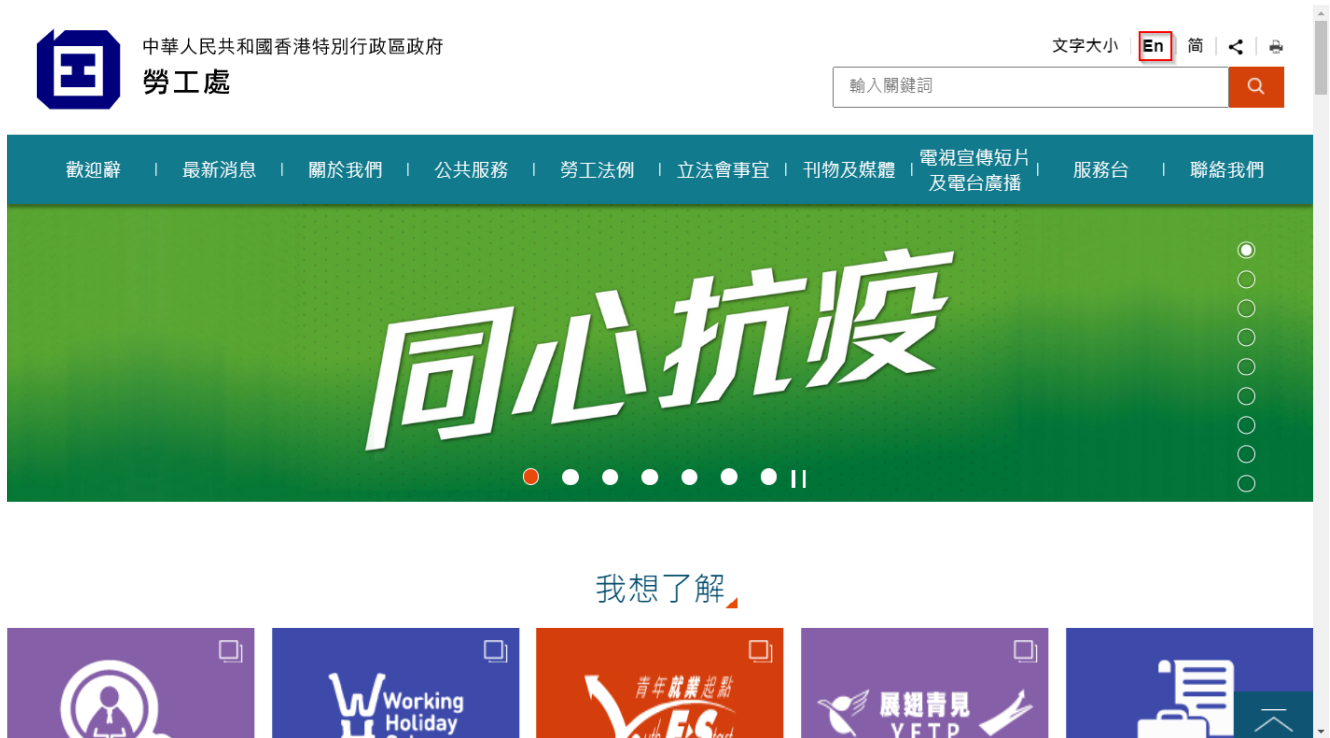 中華人民共和國香港特別行政區政府
勞工處
文字大小 En 简
輸入關鍵詞
歡迎辭 最新消息 關於我們 公共服務 勞工法例 立法會事宜 刊物及媒體 電視宣傳短片及電台廣播 服務台 聯絡我們
同心抗疫
我想了解
Working
Holiday
青年就業起點
展翅青見
YETP